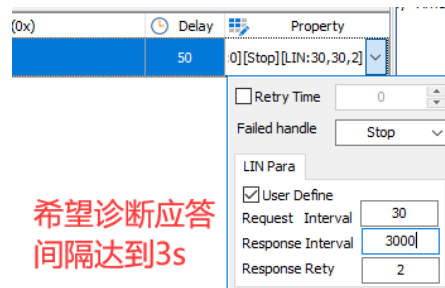 (0x) Delay Property
50 :0][Stop][LIN:30,30,2]
Retry Time 0
Failed handle Stop
LIN Para
User Define
Request Interval 30
Response Interval 3000
Response Rety 2
希望诊断应答
间隔达到3s